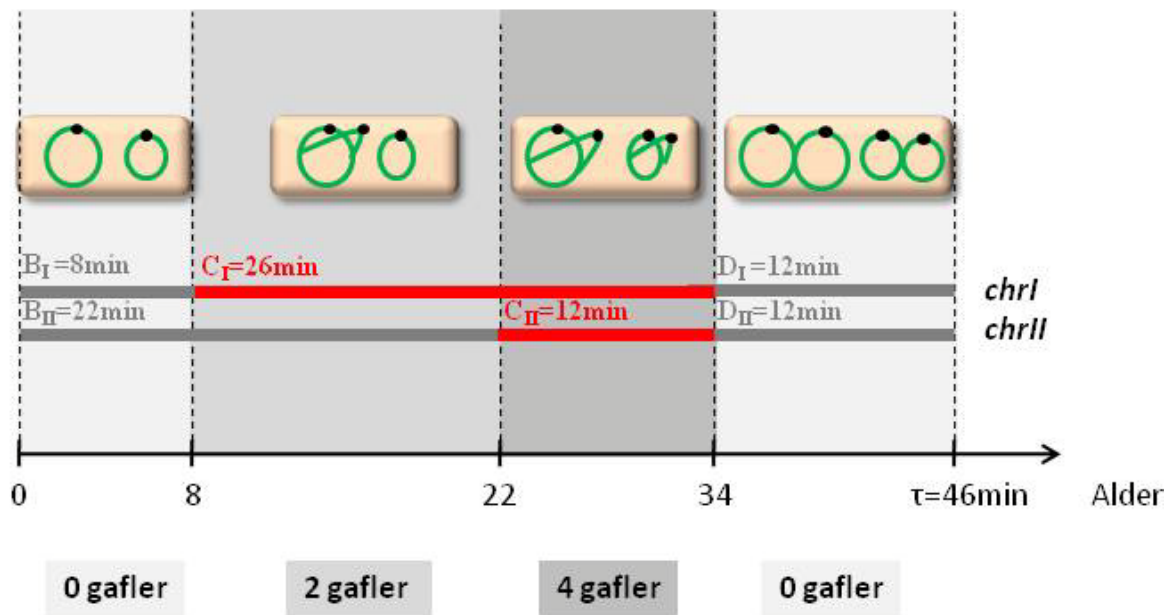 B_I=8min C_I=26min D_I=12min chrI
B_II=22min C_II=12min D_II=12min chrII
0 8 22 34 τ=46min Alder
0 gafler 2 gafler 4 gafler 0 gafler